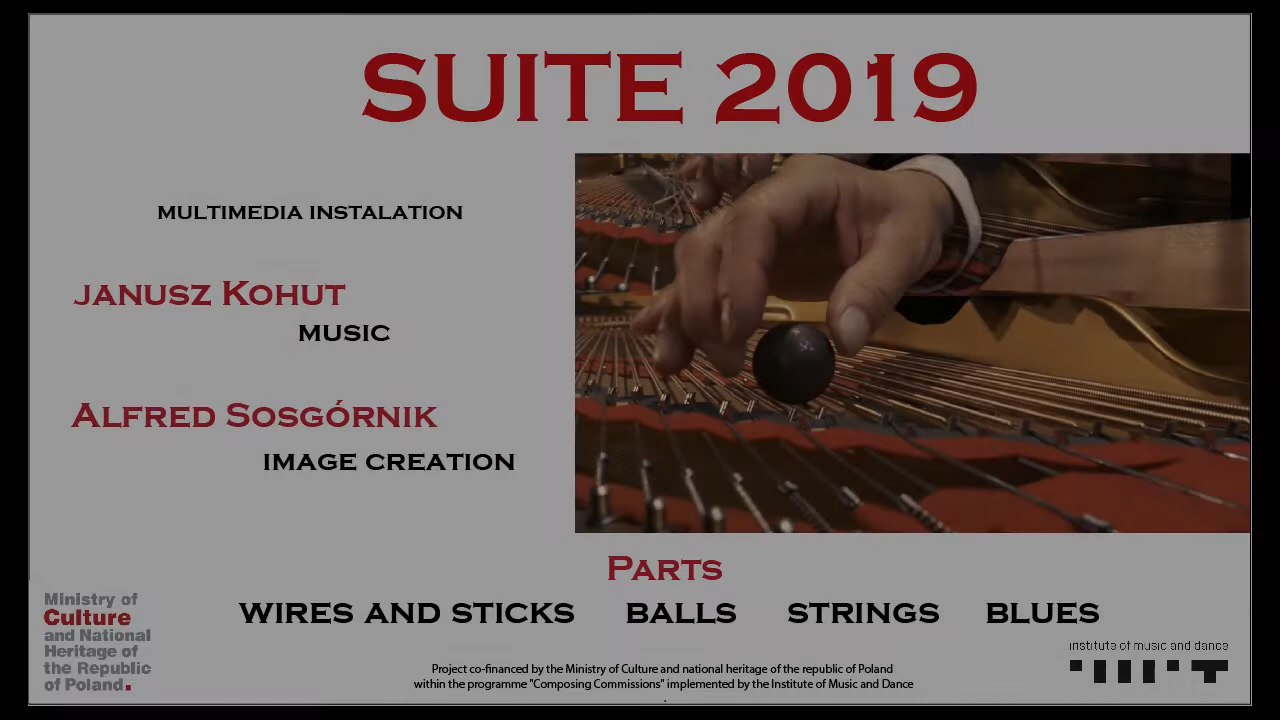 SUITE 2019
MULTIMEDIA INSTALATION
JANUSZ KOHUT
MUSIC
ALFRED SOSGÓRNIK
IMAGE CREATION
PARTS
WIRES AND STICKS BALLS STRINGS BLUES
Ministry of
Culture
and National
Heritage of
the Republic
of Poland.
institute of music and dance
Project co-financed by the Ministry of Culture and national heritage of the republic of Poland
within the programme "Composing Commissions" implemented by the Institute of Music and Dance
.